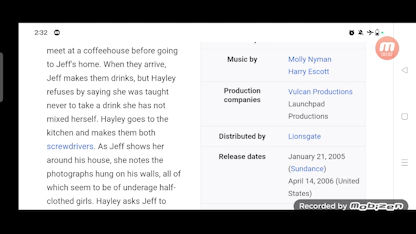 2:32
meet at a coffeehouse before going
to Jeff's home. When they arrive,
Jeff makes them drinks, but Hayley
refuses by saying she was taught
never to take a drink she has not
mixed herself. Hayley goes to the
kitchen and makes them both
screwdrivers. As Jeff shows her
around his house, she notes the
photographs hung on his walls, all of
which seem to be of underage half-
clothed girls. Hayley asks Jeff to
Music by
Molly Nyman
Harry Escott
Production
companies
Vulcan Productions
Launchpad
Productions
Distributed by
Lionsgate
Release dates
January 21, 2005
(Sundance)
April 14, 2006 (United
States)
Recorded by Mobizen